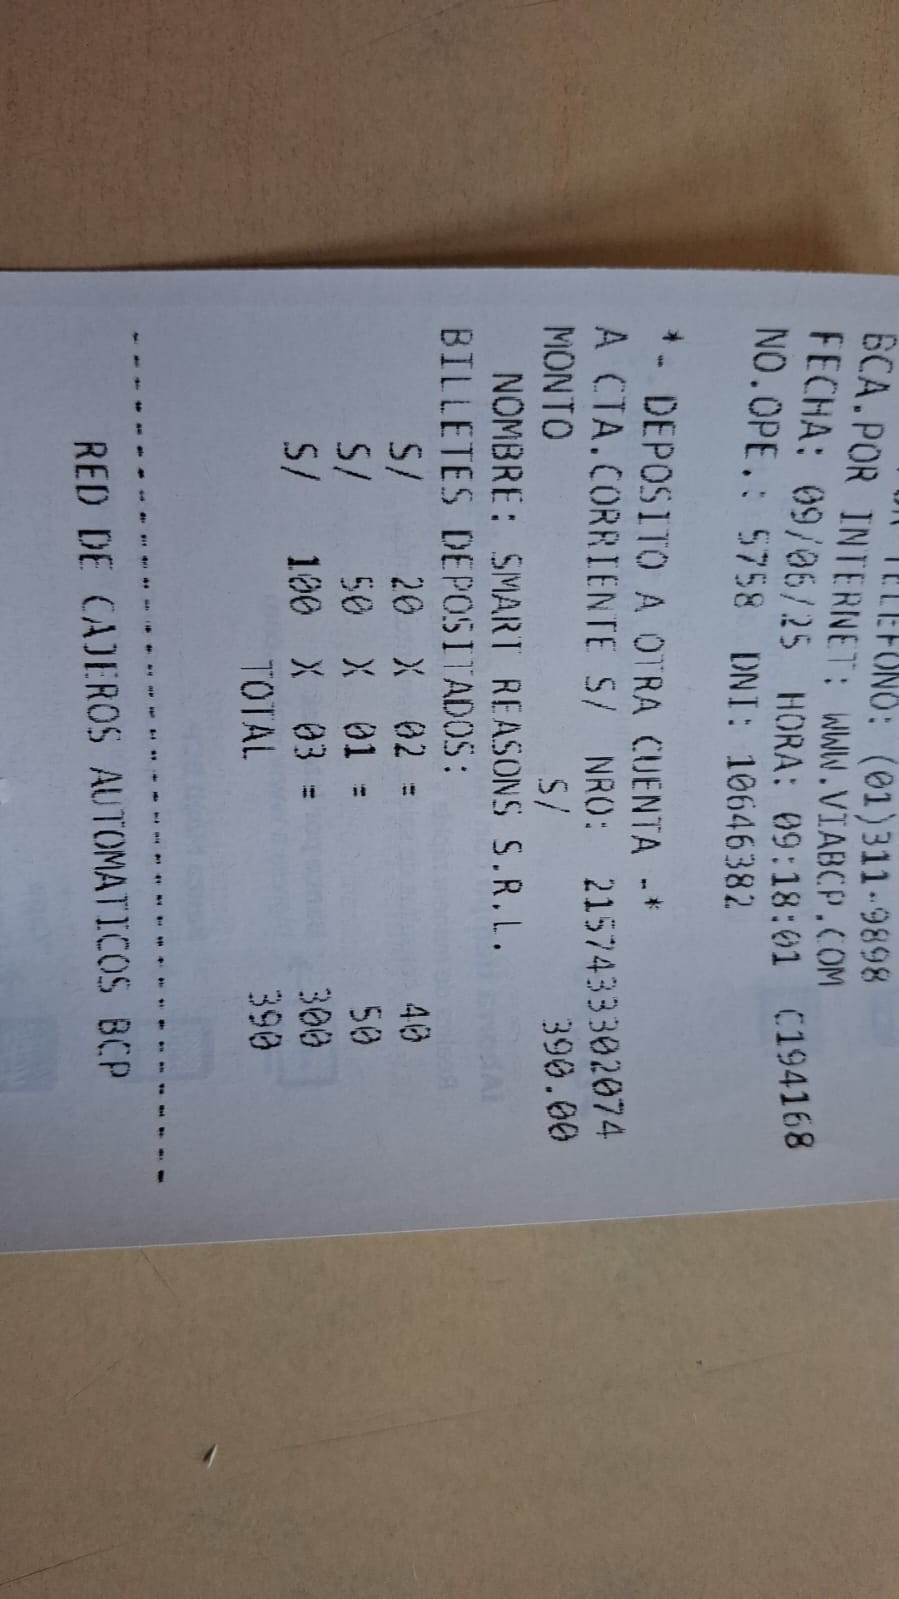 TELEFONO: (01)311-9898
BCA.POR INTERNET: WWW.VIABCP.COM
FECHA: 09/06/25 HORA: 09:18:01 C194168
NO.OPE.: 5758 DNI: 10646382
*- DEPOSITO A OTRA CUENTA -*
A CTA.CORRIENTE S/ NRO: 2157433302074
MONTO S/ 390.00
NOMBRE: SMART REASONS S.R.L.
BILLETES DEPOSITADOS:
S/ 20 X 02 = 40
S/ 50 X 01 = 50
S/ 100 X 03 = 300
TOTAL 390
--------------------------------
RED DE CAJEROS AUTOMATICOS BCP